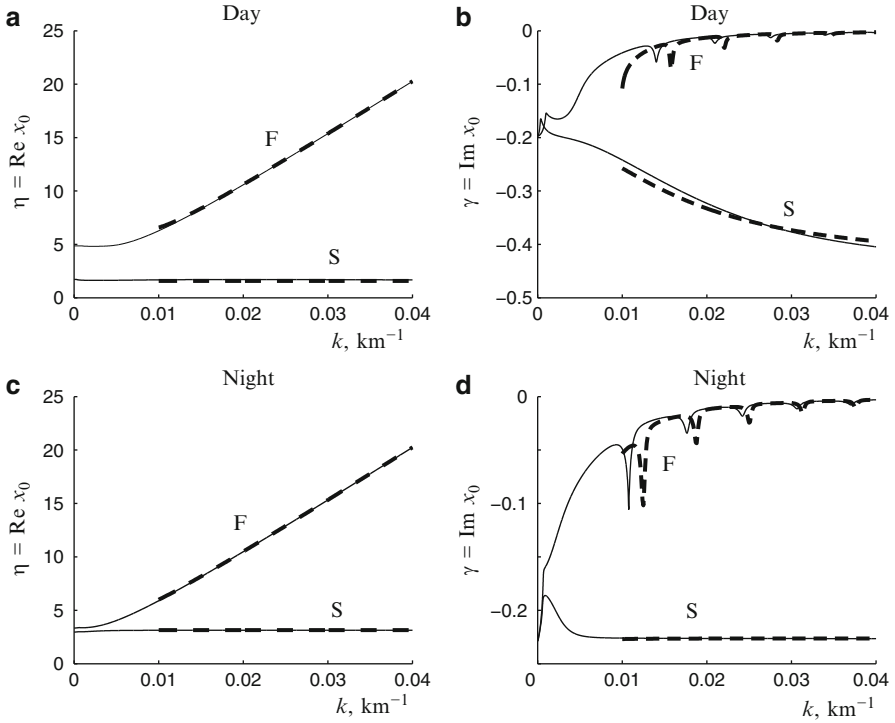 a
Day
η = Re x₀
25
20
15
10
5
0
F
S
0
0.01
0.02
0.03
0.04
k, km⁻¹
b
Day
γ = Im x₀
0
−0.1
−0.2
−0.3
−0.4
−0.5
F
S
0
0.01
0.02
0.03
0.04
k, km⁻¹
c
Night
η = Re x₀
25
20
15
10
5
0
F
S
0
0.01
0.02
0.03
0.04
k, km⁻¹
d
Night
γ = Im x₀
0
−0.1
−0.2
F
S
0
0.01
0.02
0.03
0.04
k, km⁻¹